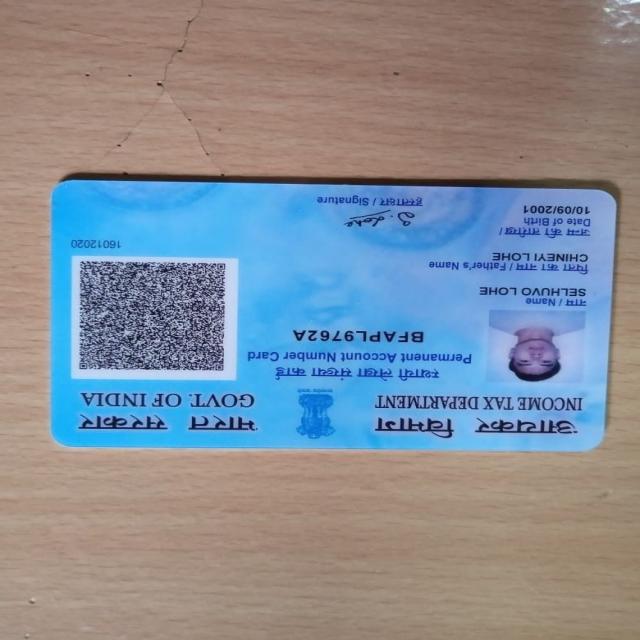 आयकर विभाग
INCOME TAX DEPARTMENT
भारत सरकार
GOVT. OF INDIA
स्थायी लेखा संख्या कार्ड
Permanent Account Number Card
BFAPL9762A
नाम / Name
SELHUVO LOHE
पिता का नाम / Father's Name
CHINEYI LOHE
जन्म की तारीख /
Date of Birth
10/09/2001
S. Lohe
हस्ताक्षर / Signature
16012020